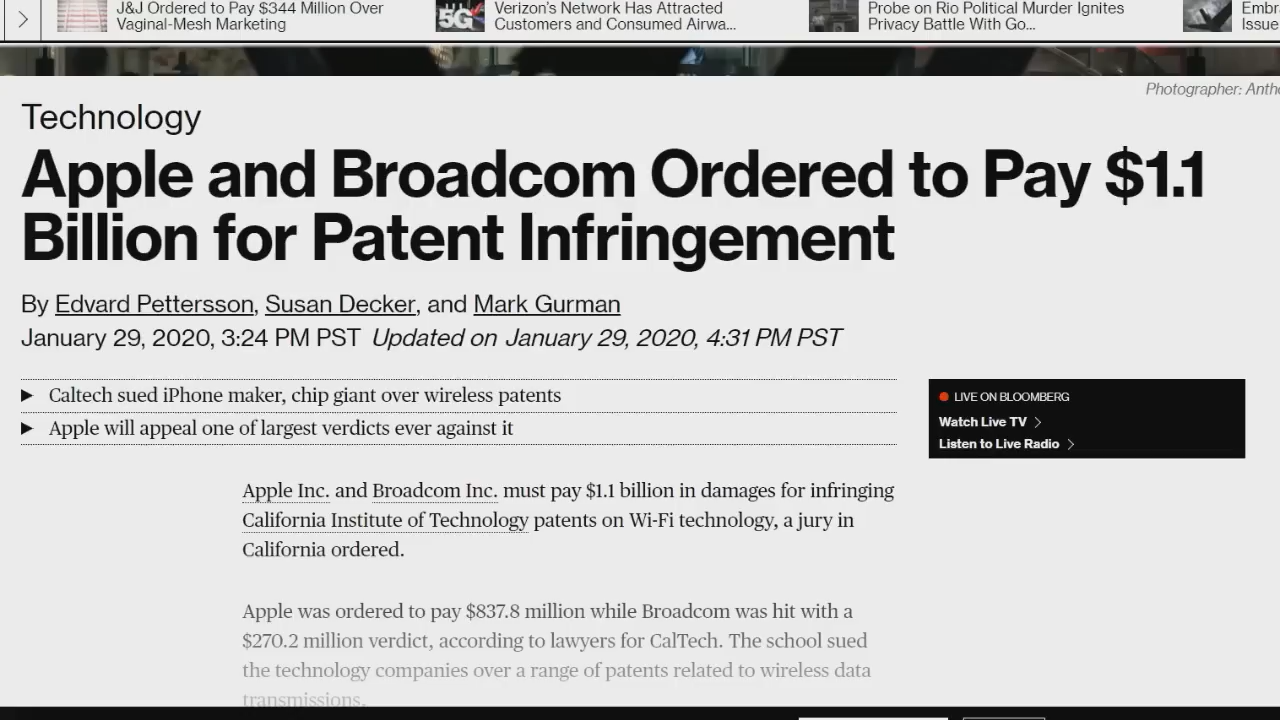 J&J Ordered to Pay $344 Million Over
Vaginal-Mesh Marketing
5G
Verizon's Network Has Attracted
Customers and Consumed Airwa...
Probe on Rio Political Murder Ignites
Privacy Battle With Go...
Embr
Issue
Photographer: Antho
Technology
Apple and Broadcom Ordered to Pay $1.1
Billion for Patent Infringement
By Edvard Pettersson, Susan Decker, and Mark Gurman
January 29, 2020, 3:24 PM PST Updated on January 29, 2020, 4:31 PM PST
▶ Caltech sued iPhone maker, chip giant over wireless patents
▶ Apple will appeal one of largest verdicts ever against it
LIVE ON BLOOMBERG
Watch Live TV >
Listen to Live Radio >
Apple Inc. and Broadcom Inc. must pay $1.1 billion in damages for infringing
California Institute of Technology patents on Wi-Fi technology, a jury in
California ordered.
Apple was ordered to pay $837.8 million while Broadcom was hit with a
$270.2 million verdict, according to lawyers for CalTech. The school sued
the technology companies over a range of patents related to wireless data
transmissions.